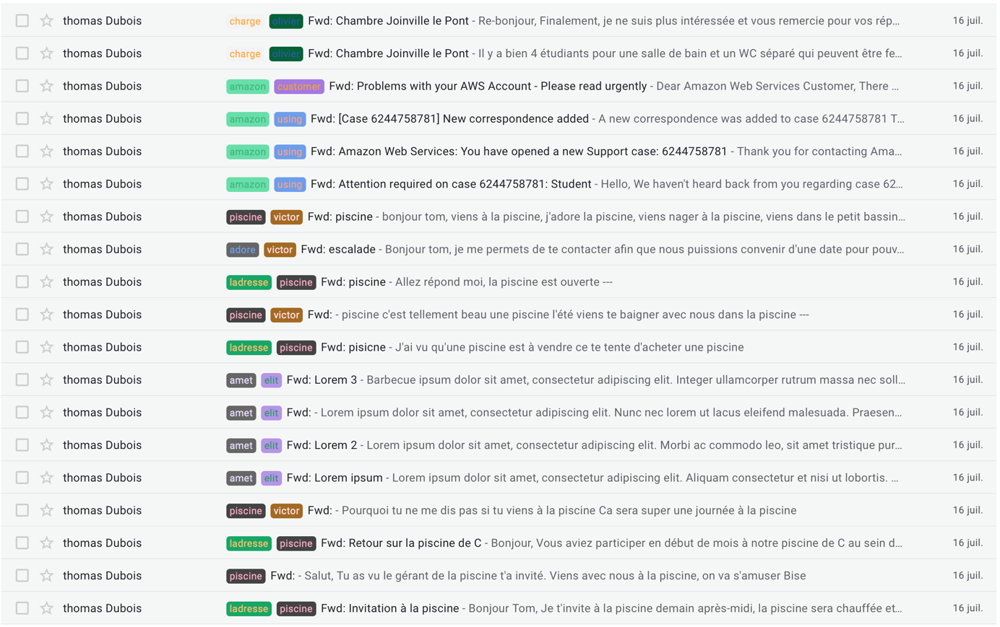 thomas Dubois charge olivier Fwd: Chambre Joinville le Pont - Re-bonjour, Finalement, je ne suis plus intéressée et vous remercie pour vos rép... 16 juil.
thomas Dubois charge olivier Fwd: Chambre Joinville le Pont - Il y a bien 4 étudiants pour une salle de bain et un WC séparé qui peuvent être fe... 16 juil.
thomas Dubois amazon customer Fwd: Problems with your AWS Account - Please read urgently - Dear Amazon Web Services Customer, There ... 16 juil.
thomas Dubois amazon using Fwd: [Case 6244758781] New correspondence added - A new correspondence was added to case 6244758781 T... 16 juil.
thomas Dubois amazon using Fwd: Amazon Web Services: You have opened a new Support case: 6244758781 - Thank you for contacting Ama... 16 juil.
thomas Dubois amazon using Fwd: Attention required on case 6244758781: Student - Hello, We haven't heard back from you regarding case 62... 16 juil.
thomas Dubois piscine victor Fwd: piscine - bonjour tom, viens à la piscine, j'adore la piscine, viens nager à la piscine, viens dans le petit bassin... 16 juil.
thomas Dubois adore victor Fwd: escalade - Bonjour tom, je me permets de te contacter afin que nous puissions convenir d'une date pour pouv... 16 juil.
thomas Dubois ladresse piscine Fwd: piscine - Allez répond moi, la piscine est ouverte --- 16 juil.
thomas Dubois piscine victor Fwd: - piscine c'est tellement beau une piscine l'été viens te baigner avec nous dans la piscine --- 16 juil.
thomas Dubois ladresse piscine Fwd: pisicne - J'ai vu qu'une piscine est à vendre ce te tente d'acheter une piscine 16 juil.
thomas Dubois amet elit Fwd: Lorem 3 - Barbecue ipsum dolor sit amet, consectetur adipiscing elit. Integer ullamcorper rutrum massa nec soll... 16 juil.
thomas Dubois amet elit Fwd: - Lorem ipsum dolor sit amet, consectetur adipiscing elit. Nunc nec lorem ut lacus eleifend malesuada. Praesen... 16 juil.
thomas Dubois amet elit Fwd: Lorem 2 - Lorem ipsum dolor sit amet, consectetur adipiscing elit. Morbi ac commodo leo, sit amet tristique pur... 16 juil.
thomas Dubois amet elit Fwd: Lorem ipsum - Lorem ipsum dolor sit amet, consectetur adipiscing elit. Aliquam consectetur et nisi ut lobortis. ... 16 juil.
thomas Dubois piscine victor Fwd: - Pourquoi tu ne me dis pas si tu viens à la piscine Ca sera super une journée à la piscine 16 juil.
thomas Dubois ladresse piscine Fwd: Retour sur la piscine de C - Bonjour, Vous aviez participer en début de mois à notre piscine de C au sein d... 16 juil.
thomas Dubois piscine Fwd: - Salut, Tu as vu le gérant de la piscine t'a invité. Viens avec nous à la piscine, on va s'amuser Bise 16 juil.
thomas Dubois ladresse piscine Fwd: Invitation à la piscine - Bonjour Tom, Je t'invite à la piscine demain après-midi, la piscine sera chauffée et... 16 juil.